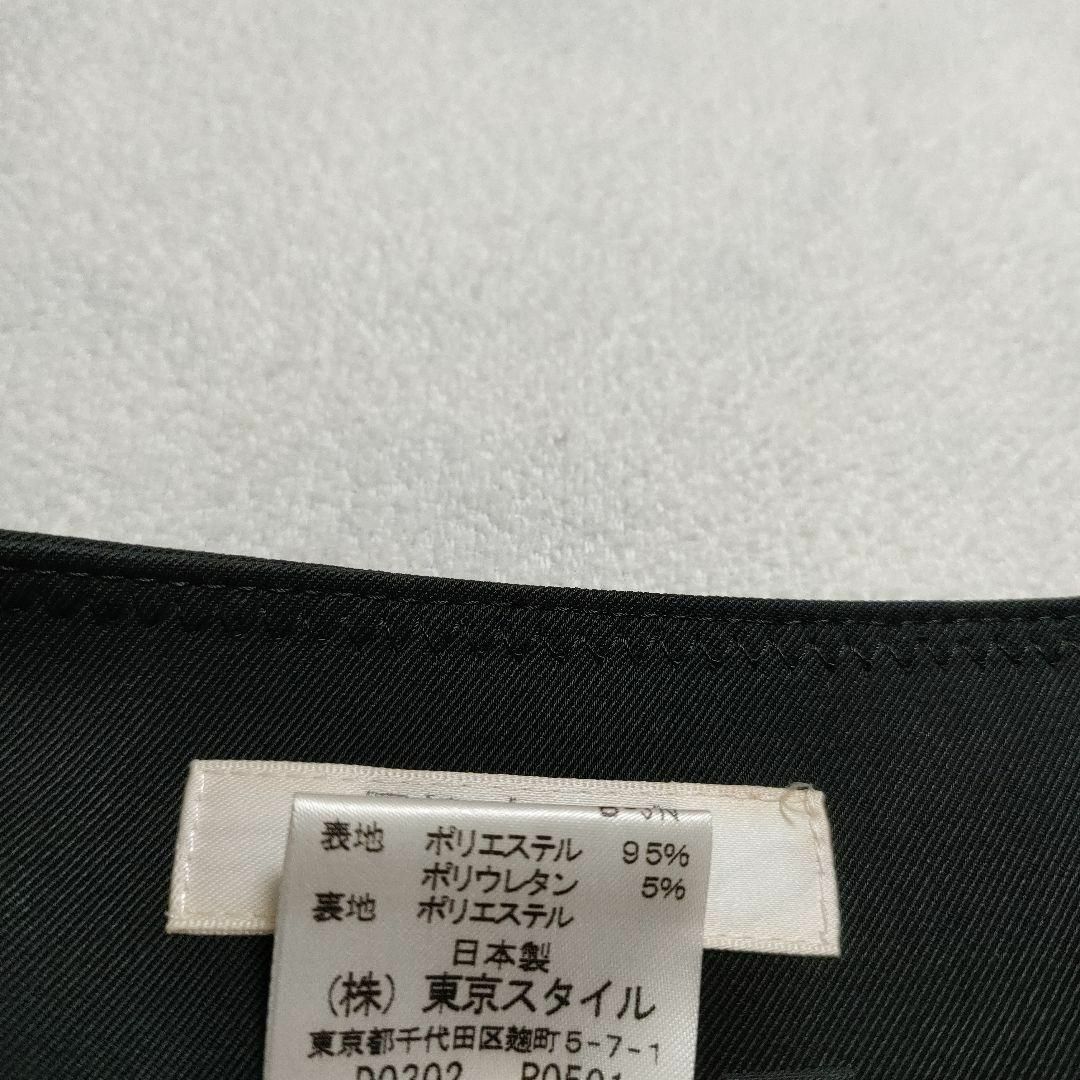 表地 ポリエステル 95%
ポリウレタン 5%
裏地 ポリエステル
日本製
(株)東京スタイル
東京都千代田区麹町5-7-1
D0202 R0501